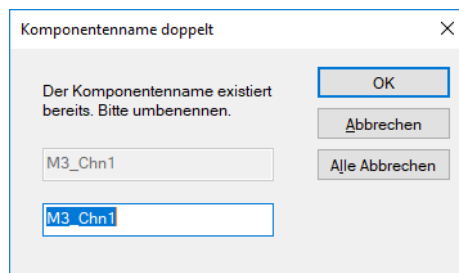 Komponentenname doppelt
Der Komponentenname existiert
bereits. Bitte umbenennen.
OK
Abbrechen
Alle Abbrechen
M3_Chn1
M3_Chn1